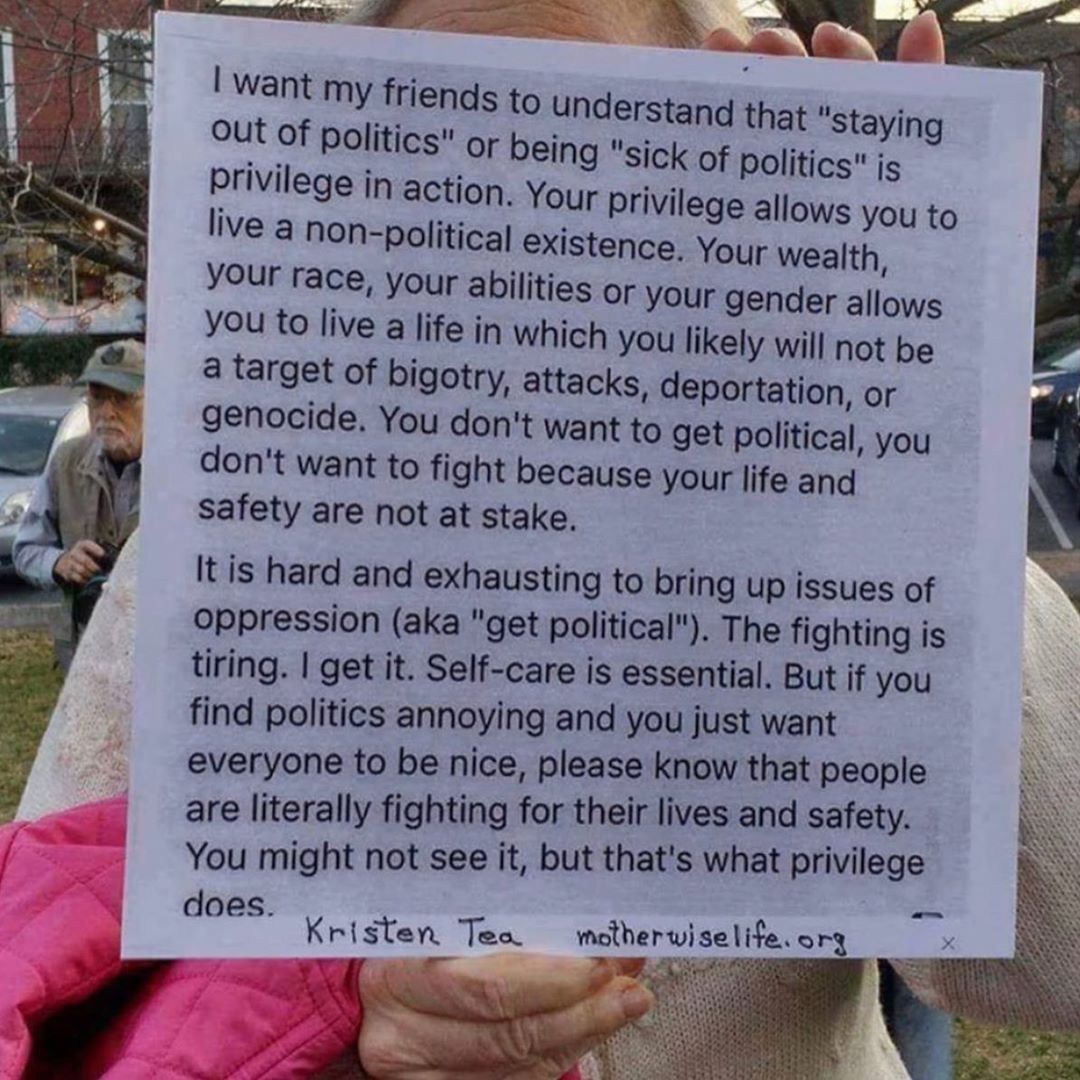 I want my friends to understand that "staying
out of politics" or being "sick of politics" is
privilege in action. Your privilege allows you to
live a non-political existence. Your wealth,
your race, your abilities or your gender allows
you to live a life in which you likely will not be
a target of bigotry, attacks, deportation, or
genocide. You don't want to get political, you
don't want to fight because your life and
safety are not at stake.
It is hard and exhausting to bring up issues of
oppression (aka "get political"). The fighting is
tiring. I get it. Self-care is essential. But if you
find politics annoying and you just want
everyone to be nice, please know that people
are literally fighting for their lives and safety.
You might not see it, but that's what privilege
does.
Kristen Tea motherwiselife.org